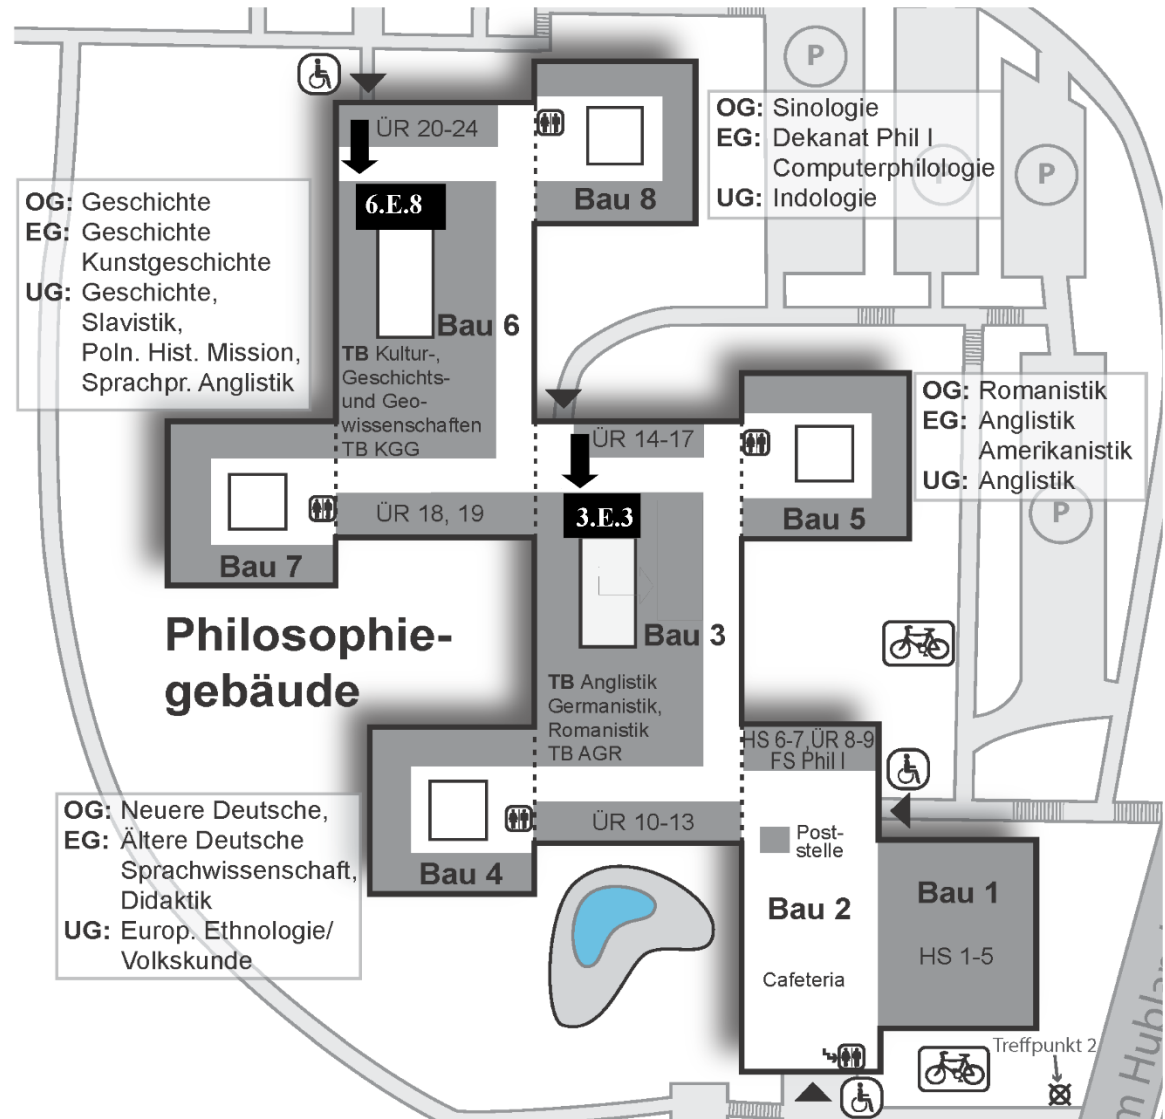 P
ÜR 20-24
OG: Sinologie
EG: Dekanat Phil I
Computerphilologie
UG: Indologie
P
P
Bau 8
6.E.8
OG: Geschichte
EG: Geschichte
Kunstgeschichte
UG: Geschichte,
Slavistik,
Poln. Hist. Mission,
Sprachpr. Anglistik
Bau 6
TB Kultur-,
Geschichts-
und Geo-
wissenschaften
TB KGG
OG: Romanistik
EG: Anglistik
Amerikanistik
UG: Anglistik
P
ÜR 14-17
Bau 5
ÜR 18, 19
3.E.3
Bau 7
Philosophie-
gebäude
Bau 3
TB Anglistik
Germanistik,
Romanistik
TB AGR
HS 6-7,ÜR 8-9
FS Phil I
ÜR 10-13
Post-
stelle
OG: Neuere Deutsche,
EG: Ältere Deutsche
Sprachwissenschaft,
Didaktik
UG: Europ. Ethnologie/
Volkskunde
Bau 4
Bau 2
Bau 1
HS 1-5
Cafeteria
Treffpunkt 2